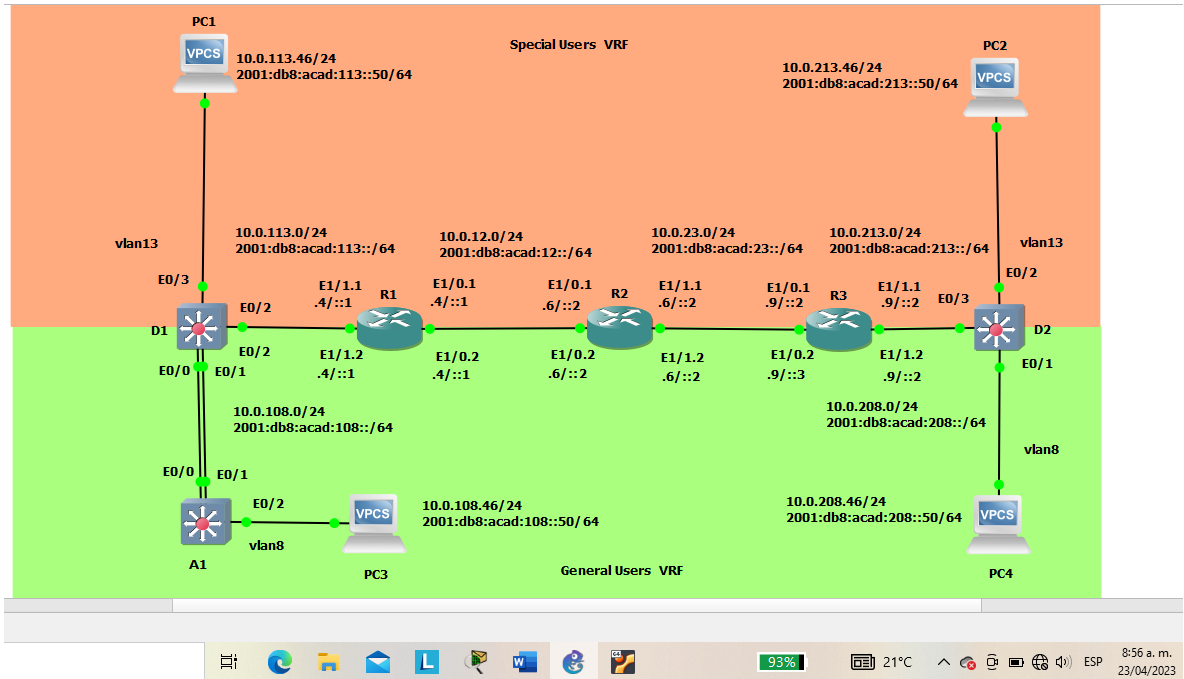 PC1
Special Users VRF
PC2
VPCS
10.0.113.46/24
2001:db8:acad:113::50/64
10.0.213.46/24
2001:db8:acad:213::50/64
VPCS
vlan13
10.0.113.0/24
2001:db8:acad:113::/64
10.0.12.0/24
2001:db8:acad:12::/64
10.0.23.0/24
2001:db8:acad:23::/64
10.0.213.0/24
2001:db8:acad:213::/64
vlan13
E0/3
E1/1.1
.4/::1
R1
E1/0.1
.4/::1
E1/0.1
.6/::2
R2
E1/1.1
.6/::2
E1/0.1
.9/::2
R3
E1/1.1
.9/::2
E0/3
E0/2
D1
E0/2
D2
E0/2
E0/0
E0/1
E1/1.2
.4/::1
E1/0.2
.4/::1
E1/0.2
.6/::2
E1/1.2
.6/::2
E1/0.2
.9/::3
E1/1.2
.9/::2
E0/1
10.0.108.0/24
2001:db8:acad:108::/64
10.0.208.0/24
2001:db8:acad:208::/64
vlan8
E0/0
E0/1
E0/2
VPCS
10.0.108.46/24
2001:db8:acad:108::50/64
10.0.208.46/24
2001:db8:acad:208::50/64
VPCS
vlan8
A1
PC3
General Users VRF
PC4
93%
21°C
ESP
8:56 a. m.
23/04/2023